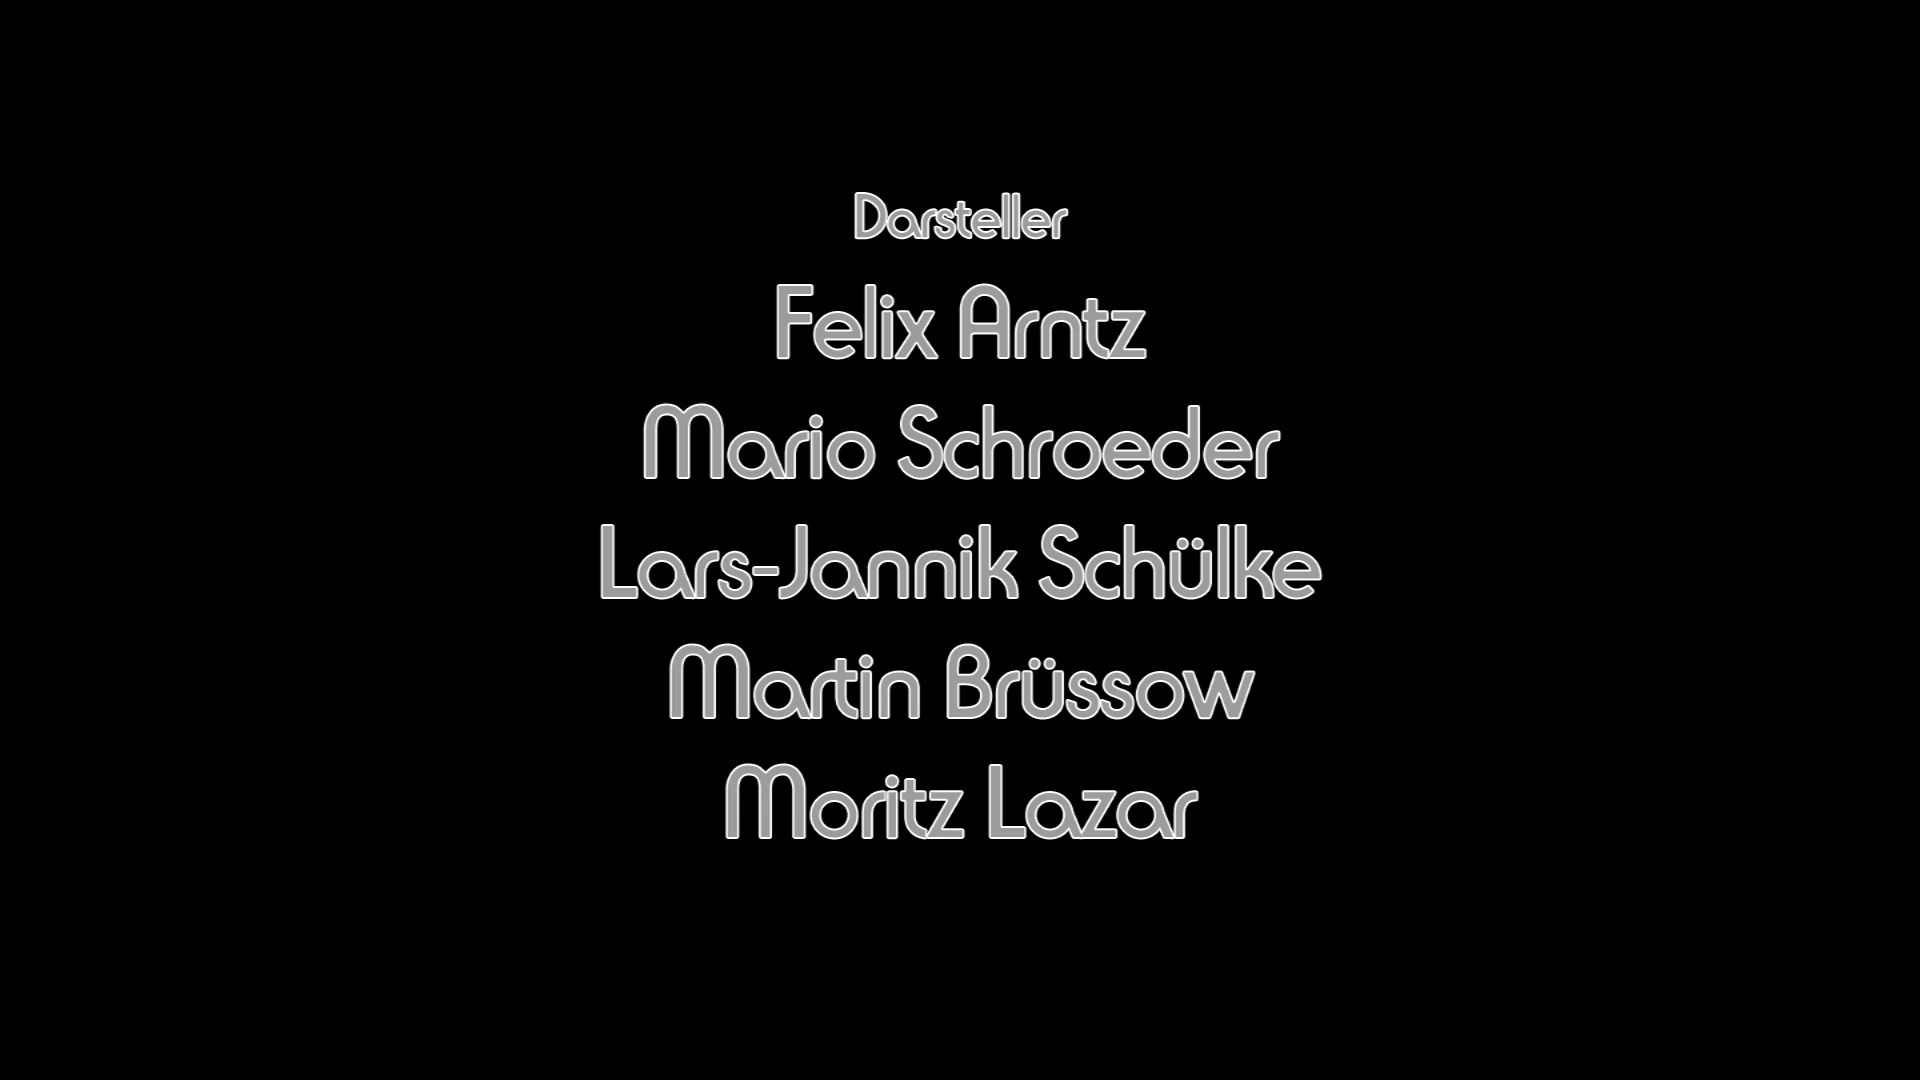 Darsteller
Felix Arntz
Mario Schroeder
Lars-Jannik Schülke
Martin Brüssow
Moritz Lazar